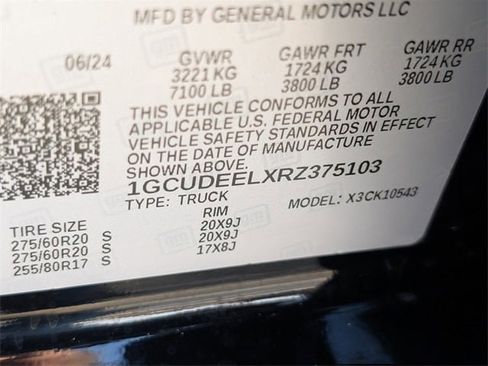 MFD BY GENERAL MOTORS LLC
06/24 GVWR GAWR FRT GAWR RR
3221 KG 1724 KG 1724 KG
7100 LB 3800 LB 3800 LB
THIS VEHICLE CONFORMS TO ALL
APPLICABLE U.S. FEDERAL MOTOR
VEHICLE SAFETY STANDARDS IN EFFECT
ON THE DATE OF MANUFACTURE
SHOWN ABOVE.
1GCUDEELXRZ375103
TYPE: TRUCK MODEL: X3CK10543
TIRE SIZE RIM
275/60R20 S 20X9J
275/60R20 S 20X9J
255/80R17 S 17X8J